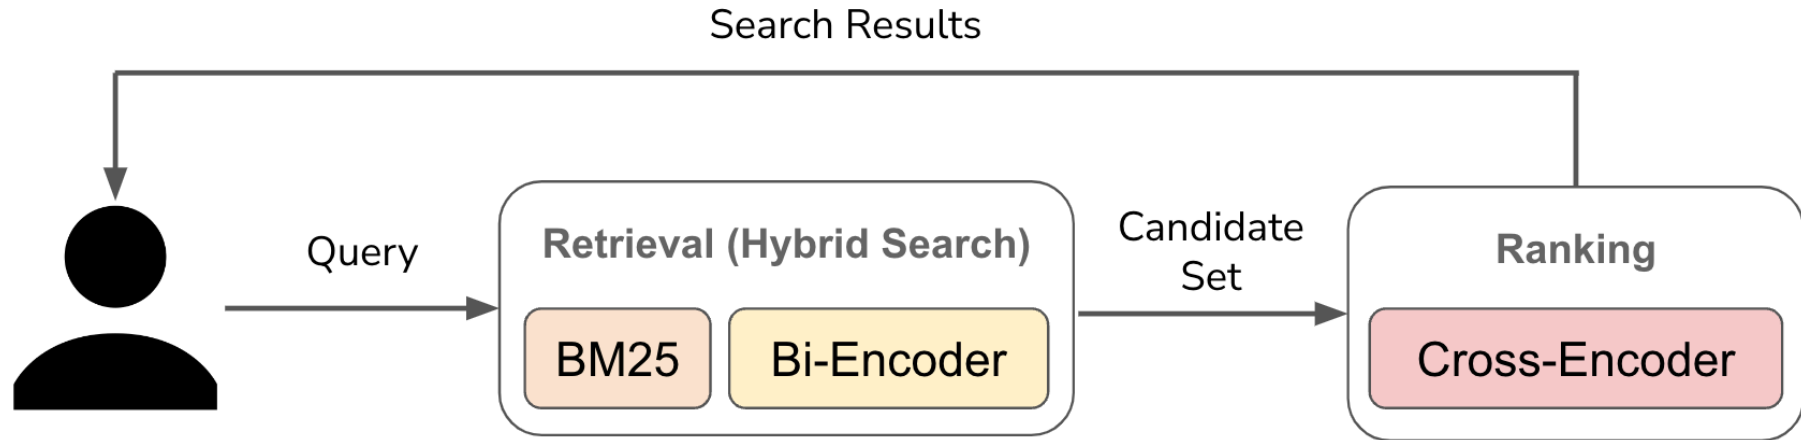 Search Results
Query
Retrieval (Hybrid Search)
BM25
Bi-Encoder
Candidate
Set
Ranking
Cross-Encoder